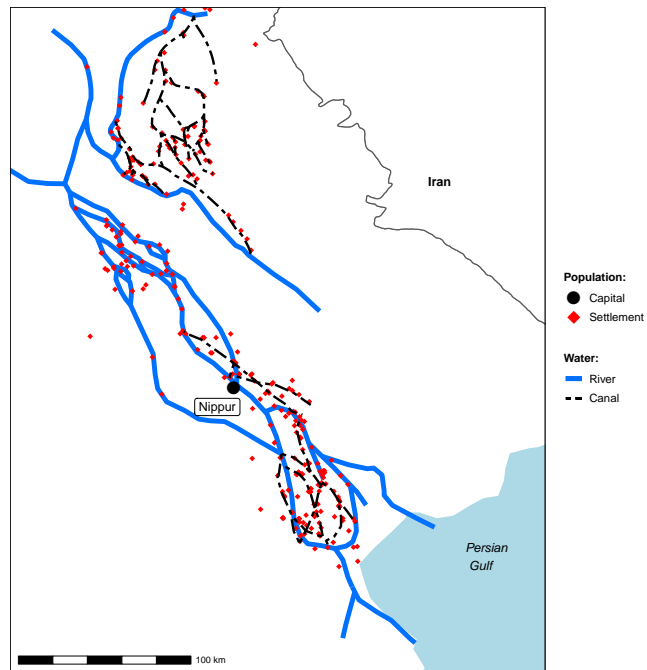 Iran
Population:
Capital
Settlement
Water:
River
Canal
Nippur
Persian
Gulf
100 km